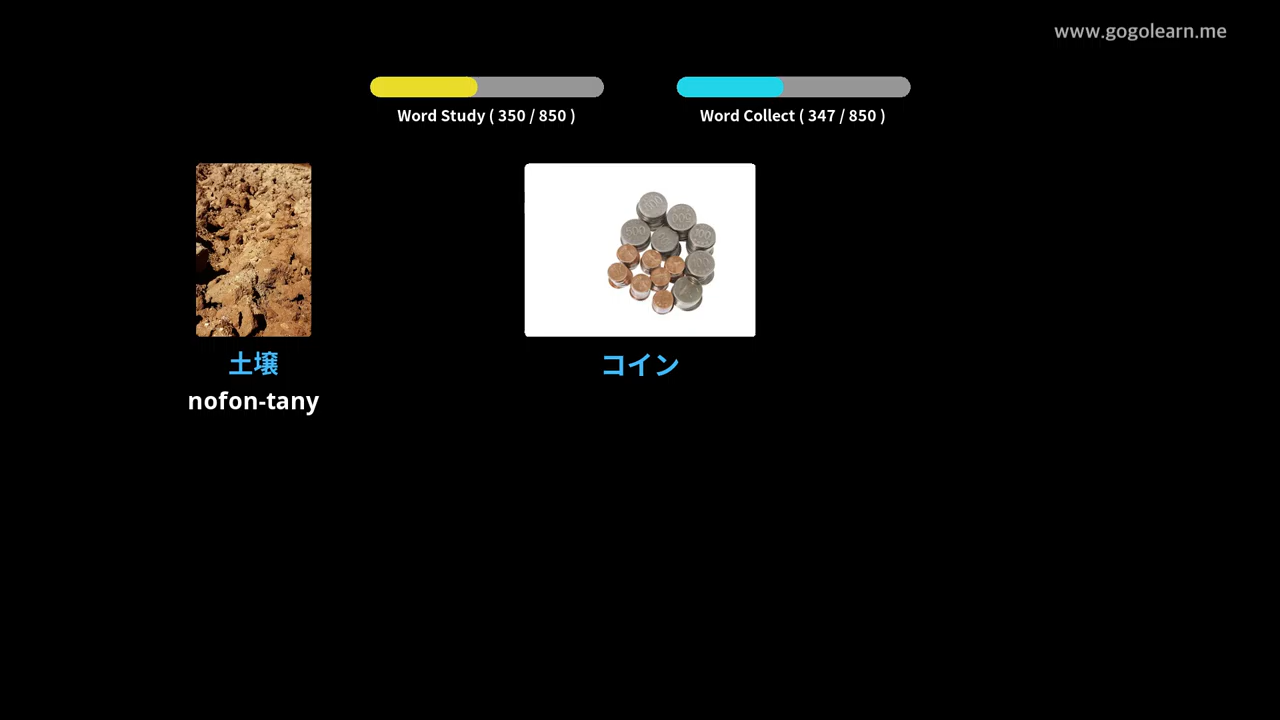 www.gogolearn.me
Word Study ( 350 / 850 )
Word Collect ( 347 / 850 )
土壌
nofon-tany
コイン